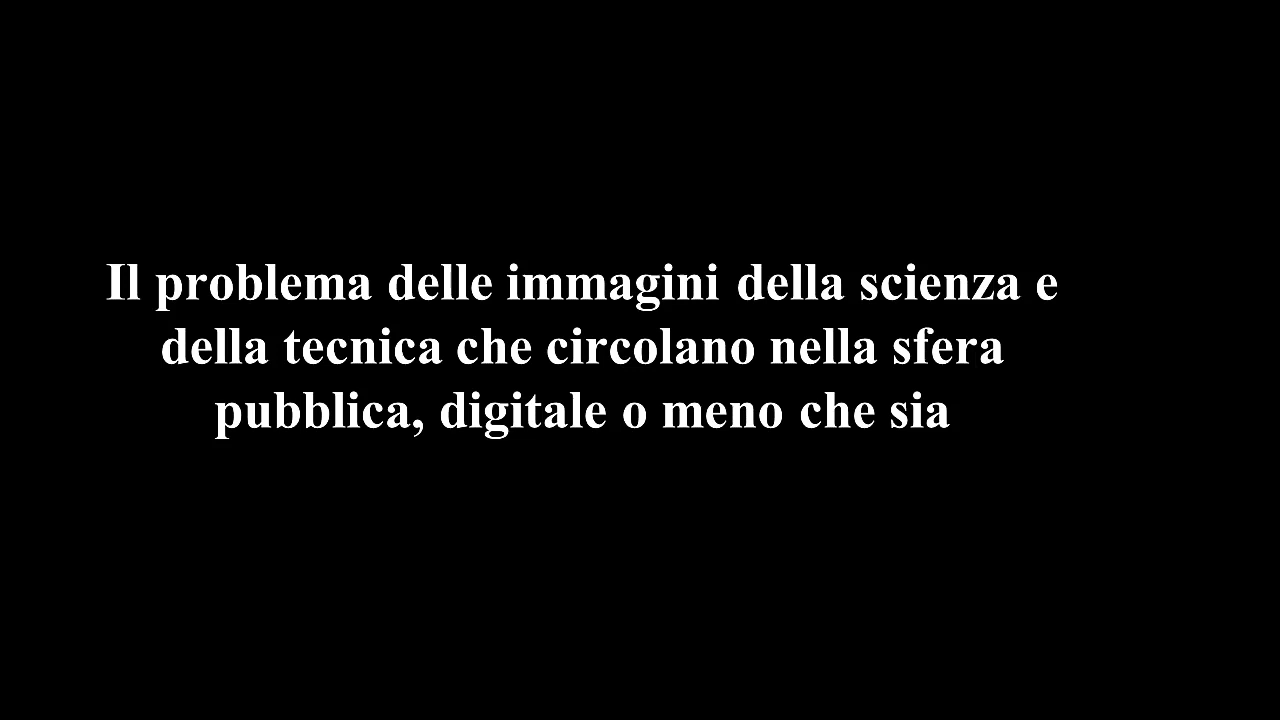 Il problema delle immagini della scienza e
della tecnica che circolano nella sfera
pubblica, digitale o meno che sia